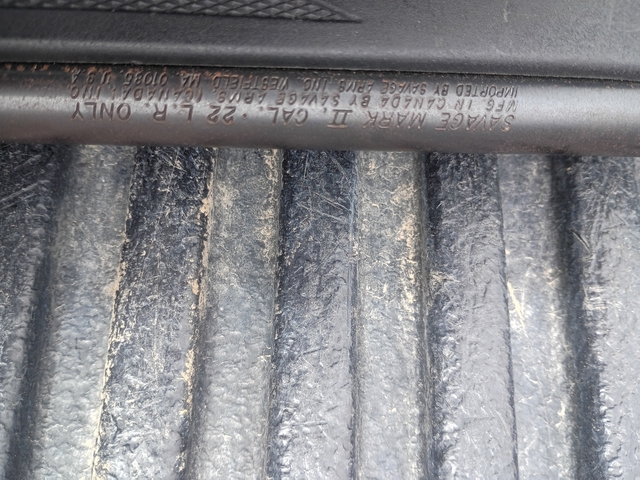 SAVAGE MARK II CAL. .22 L.R. ONLY
MFG IN CANADA BY SAVAGE ARMS (CANADA) INC
IMPORTED BY SAVAGE ARMS INC. WESTFIELD, MA. 01085 U.S.A